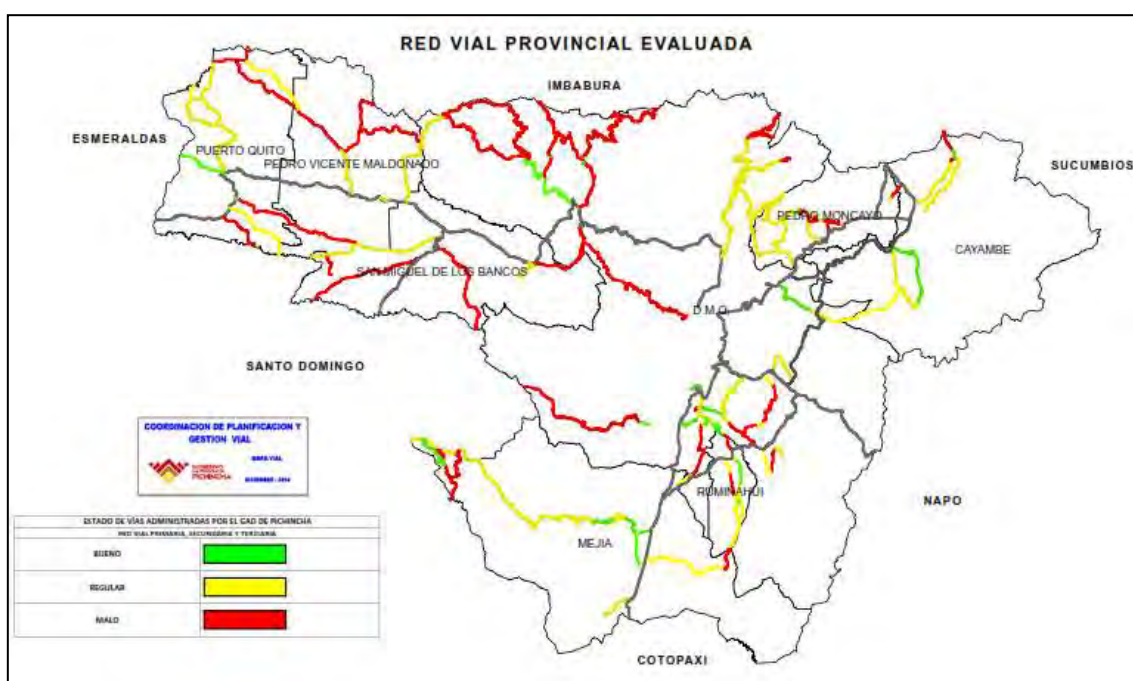 RED VIAL PROVINCIAL EVALUADA
IMBABURA
ESMERALDAS
PUERTO QUITO
PEDRO VICENTE MALDONADO
SUCUMBIOS
PEDRO MONCAYO
CAYAMBE
SAN MIGUEL DE LOS BANCOS
D.M.Q.
SANTO DOMINGO
COORDINACION DE PLANIFICACION Y
GESTION VIAL
PICHINCHA
NAPO
RUMIÑAHUI
MEJIA
COTOPAXI
ESTADO DE VÍAS ADMINISTRADAS POR EL GAD DE PICHINCHA
RED VIAL PRIMARIA, SECUNDARIA Y TERCIARIA
BUENO
REGULAR
MALO